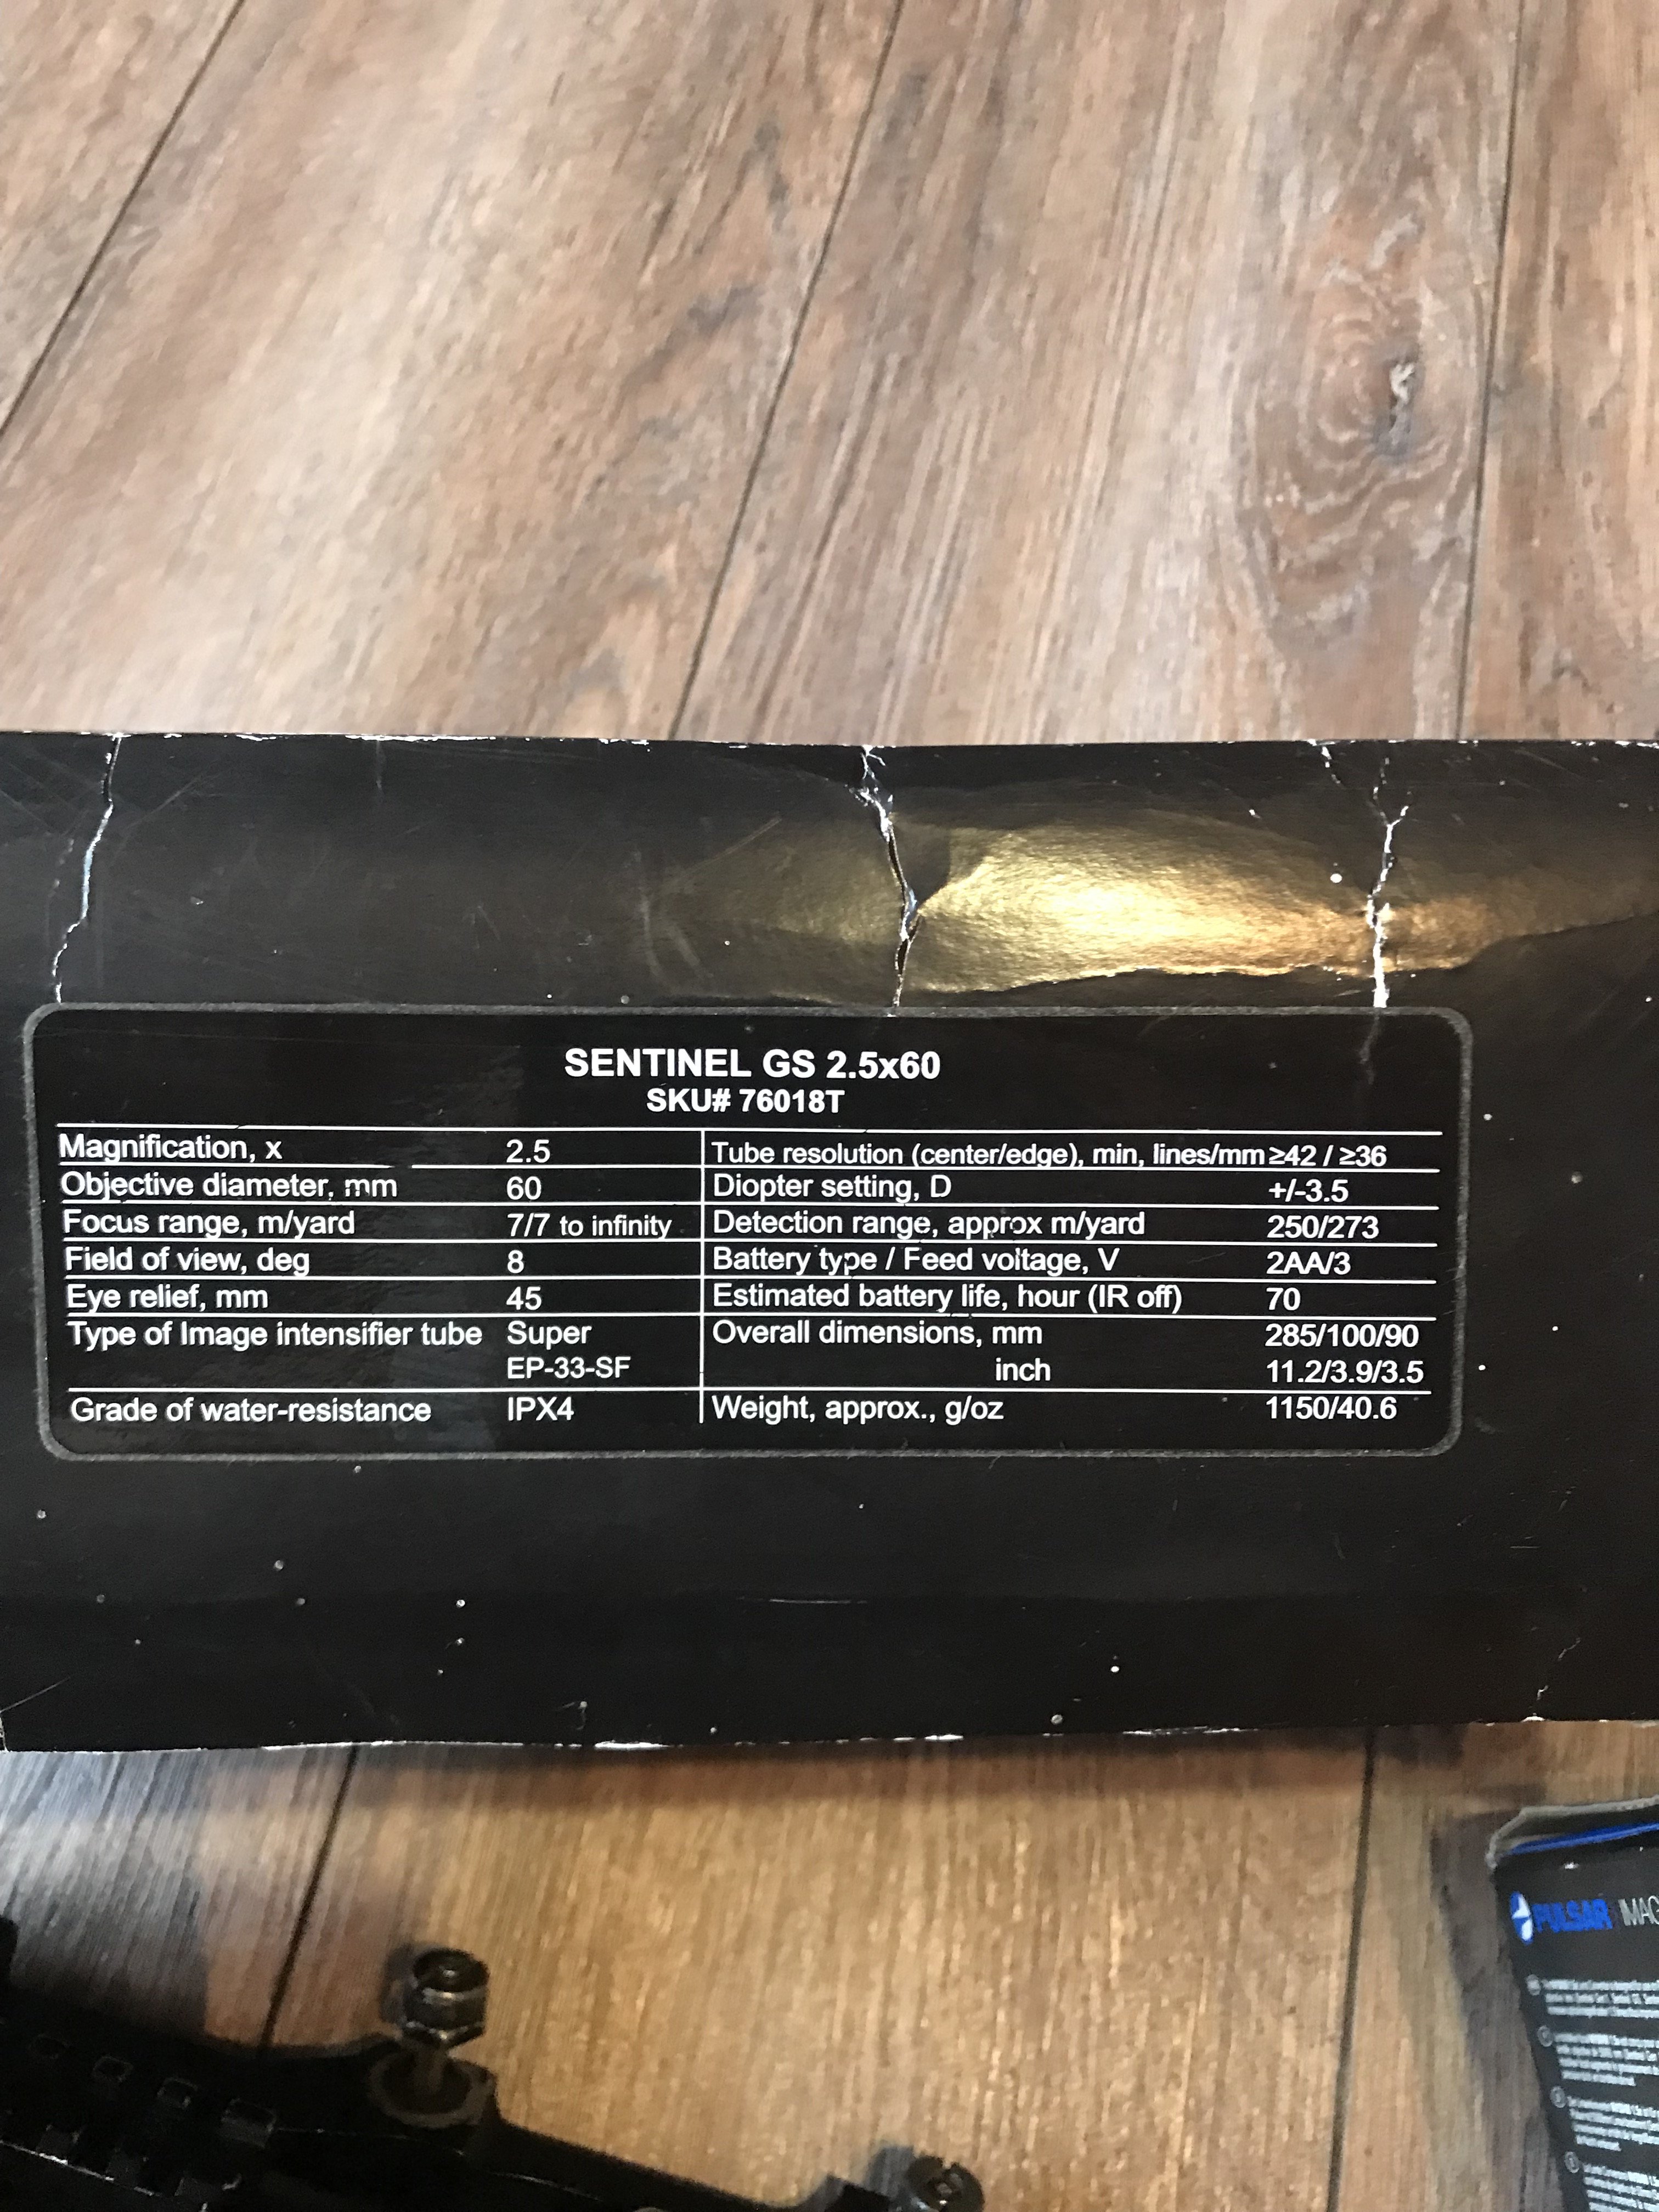 SENTINEL GS 2.5x60
SKU# 76018T
Magnification, x 2.5
Objective diameter, mm 60
Focus range, m/yard 7/7 to infinity
Field of view, deg 8
Eye relief, mm 45
Type of Image intensifier tube Super
EP-33-SF
Grade of water-resistance IPX4
Tube resolution (center/edge), min, lines/mm ≥42 / ≥36
Diopter setting, D +/-3.5
Detection range, approx m/yard 250/273
Battery type / Feed voltage, V 2AA/3
Estimated battery life, hour (IR off) 70
Overall dimensions, mm 285/100/90
inch 11.2/3.9/3.5
Weight, approx., g/oz 1150/40.6
PULSAR